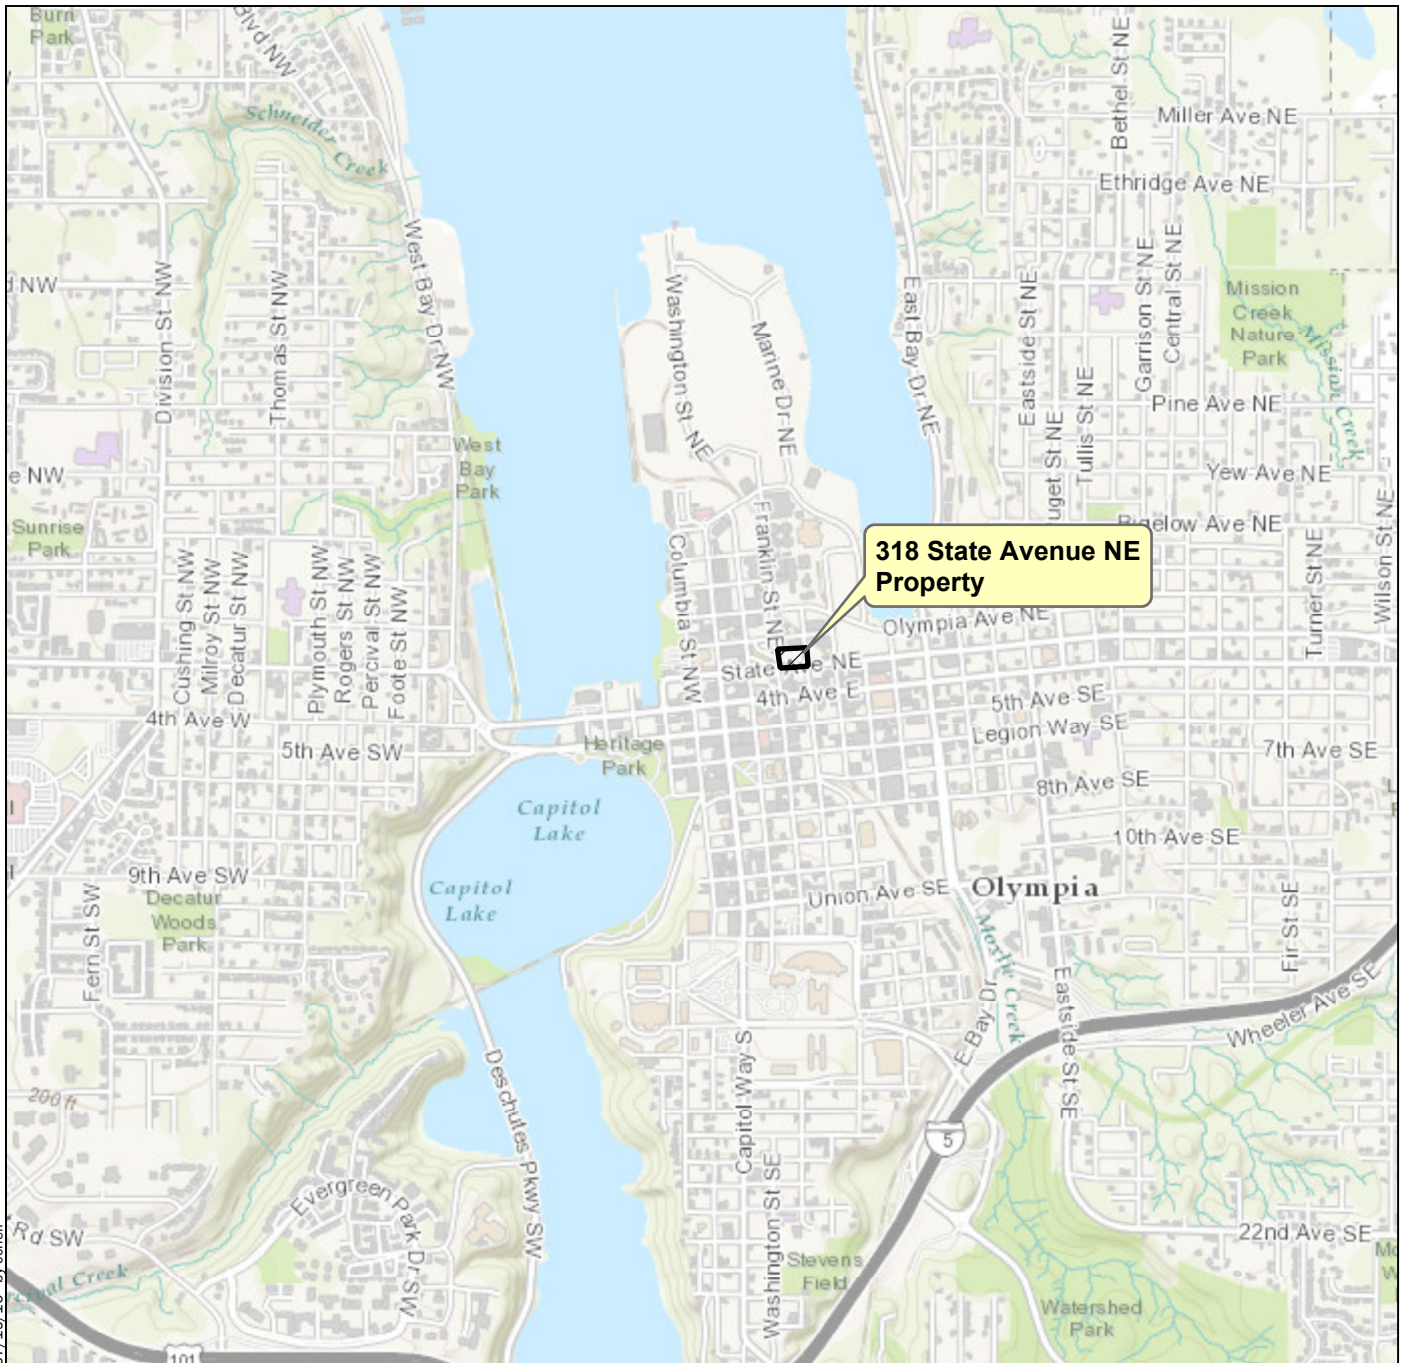 Burn
Park
Blvd NW
Schneider
Creek
Bethel St NE
Miller Ave NE
Ethridge Ave NE
West Bay Dr NW
Division St NW
Thomas St NW
Washington St NE
Marine Dr NE
East Bay Dr NE
Eastside St NE
Garrison St NE
Central St NE
Mission
Creek
Nature
Park
Mission Creek
NW
Pine Ave NE
Tullis St NE
West
Bay
Park
e NW
Yew Ave NE
uget St NE
Sunrise
Park
Franklin St NE
Columbia St NW
318 State Avenue NE
Property
Bigelow Ave NE
Turner St NE
Wilson St NE
Cushing St NW
Milroy St NW
Decatur St NW
Plymouth St NW
Rogers St NW
Percival St NW
Foote St NW
Olympia Ave NE
State Ave NE
4th Ave E
5th Ave SE
Legion Way SE
4th Ave W
5th Ave SW
Heritage
Park
7th Ave SE
8th Ave SE
Capitol
Lake
10th Ave SE
9th Ave SW
Capitol
Lake
Union Ave SE
Olympia
Decatur
Woods
Park
Fern St SW
Moxlie Creek
Fir St SE
E Bay Dr
Eastside St SE
Wheeler Ave SE
Deschutes Pkwy SW
Capitol Way S
200 ft
5
Evergreen Park Dr SW
Washington St SE
Rd SW
22nd Ave SE
Stevens
Field
Creek
Watershed
Park
101